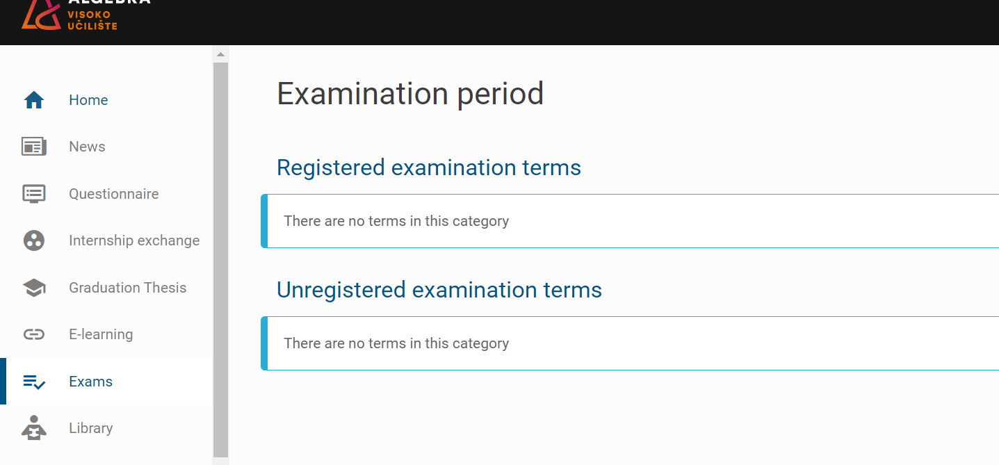 ALGEBRA
VISOKO
UČILIŠTE
Home
News
Questionnaire
Internship exchange
Graduation Thesis
E-learning
Exams
Library
Examination period
Registered examination terms
There are no terms in this category
Unregistered examination terms
There are no terms in this category